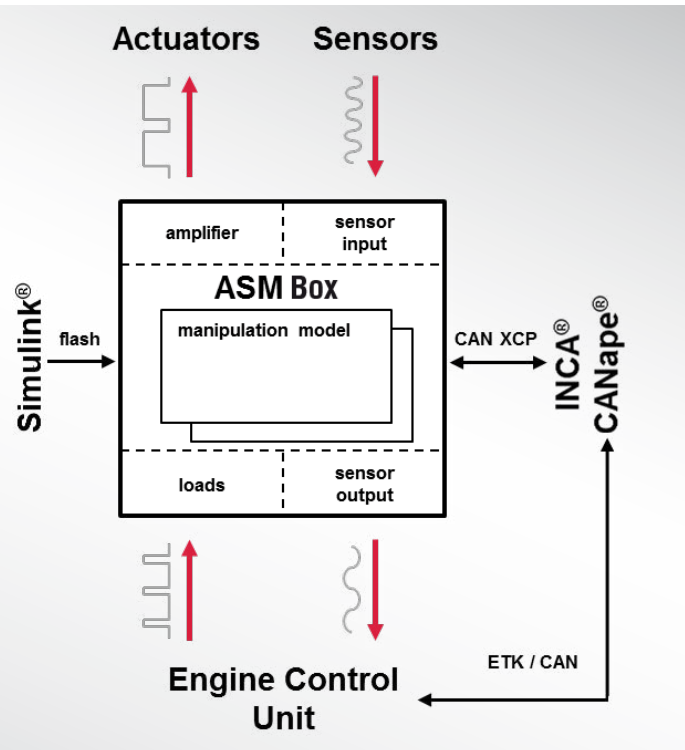 Actuators
Sensors
amplifier
sensor
input
ASM Box
manipulation model
Simulink®
flash
CAN XCP
INCA®
CANape®
loads
sensor
output
ETK / CAN
Engine Control
Unit